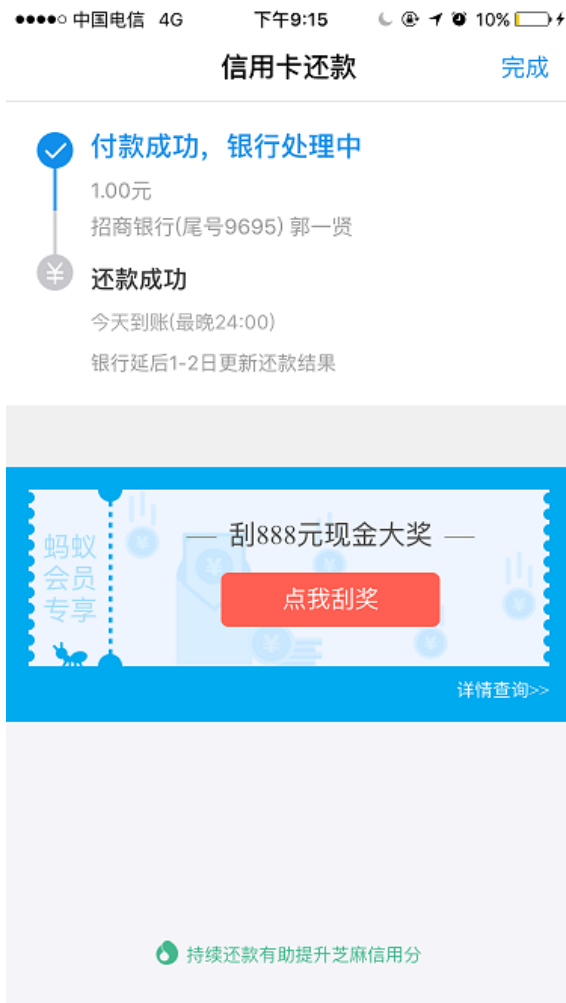 中国电信 4G 下午9:15 10%
信用卡还款 完成
付款成功，银行处理中
1.00元
招商银行(尾号9695) 郭一贤
还款成功
今天到账(最晚24:00)
银行延后1-2日更新还款结果
蚂蚁
会员
专享
刮888元现金大奖
点我刮奖
详情查询>>
持续还款有助提升芝麻信用分